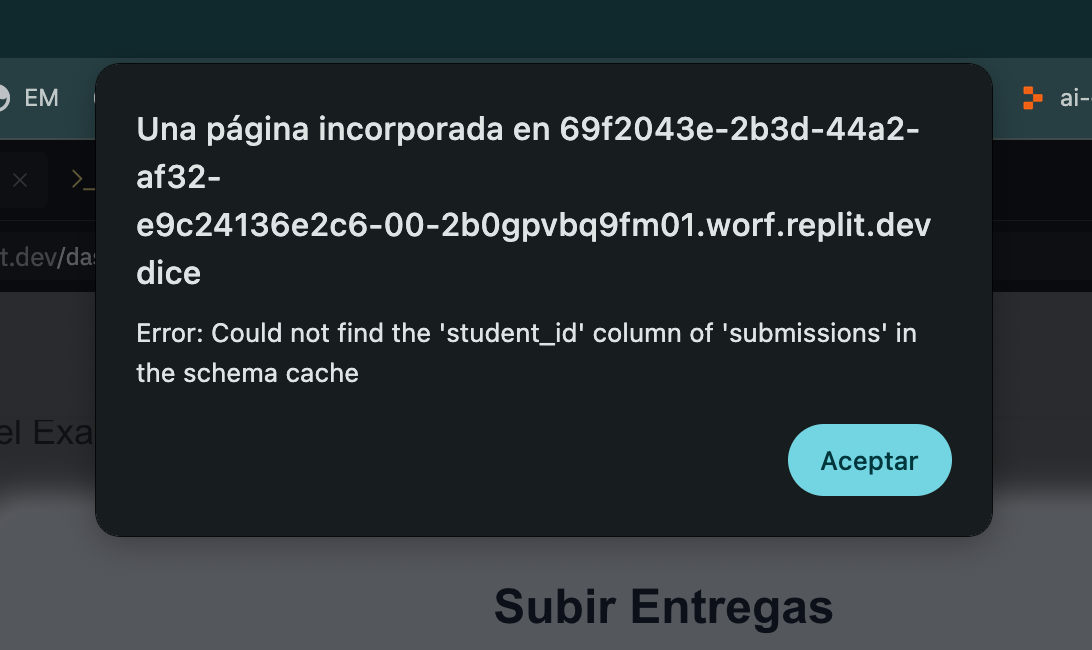 EM
ai-
Una página incorporada en 69f2043e-2b3d-44a2-
af32-
e9c24136e2c6-00-2b0gpvbq9fm01.worf.replit.dev
dice
t.dev/das
Error: Could not find the 'student_id' column of 'submissions' in
the schema cache
el Exa
Aceptar
Subir Entregas